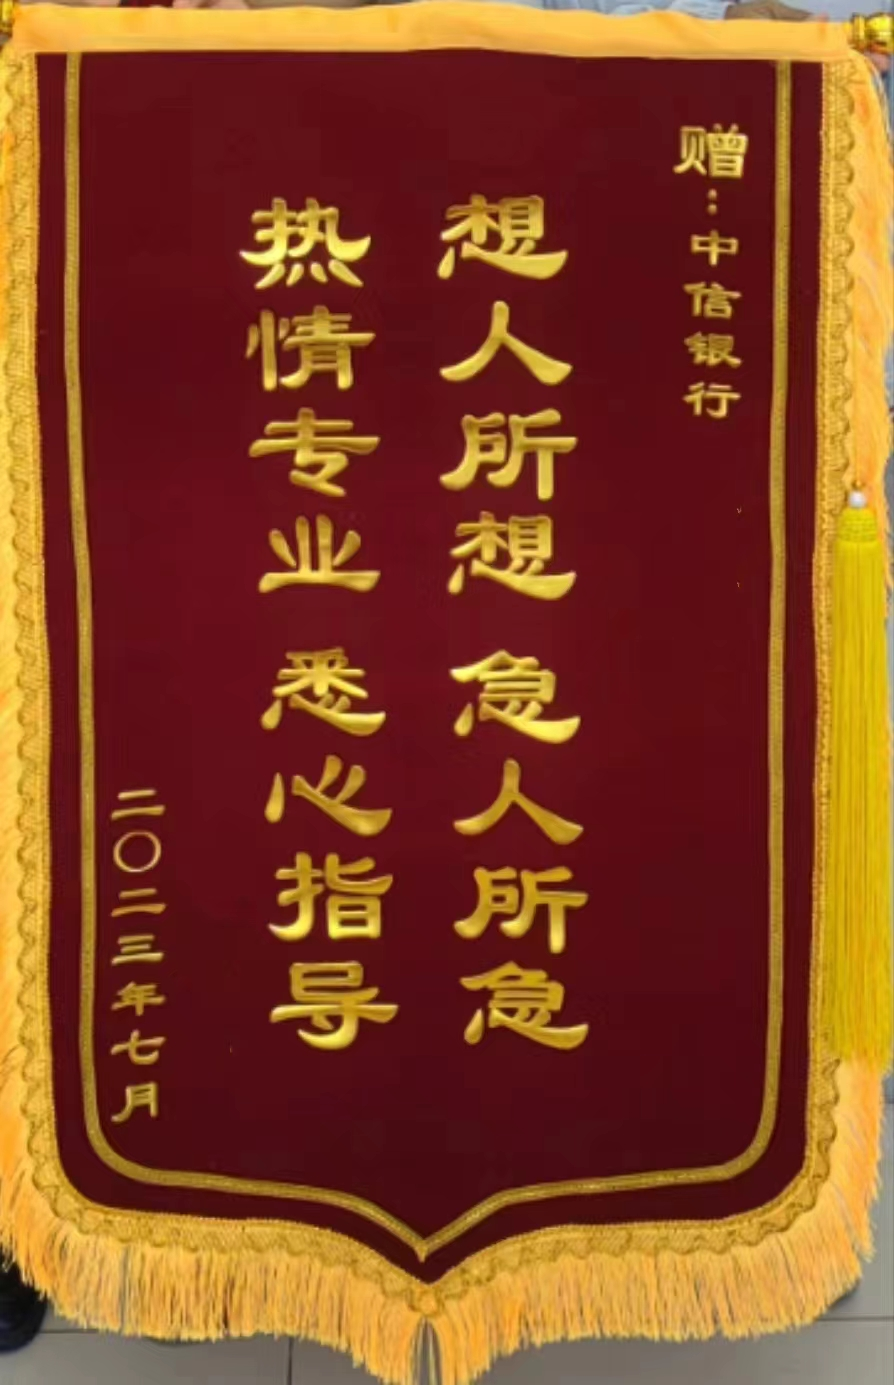 赠:中信银行
想人所想 急人所急
热情专业 悉心指导
二〇二三年七月